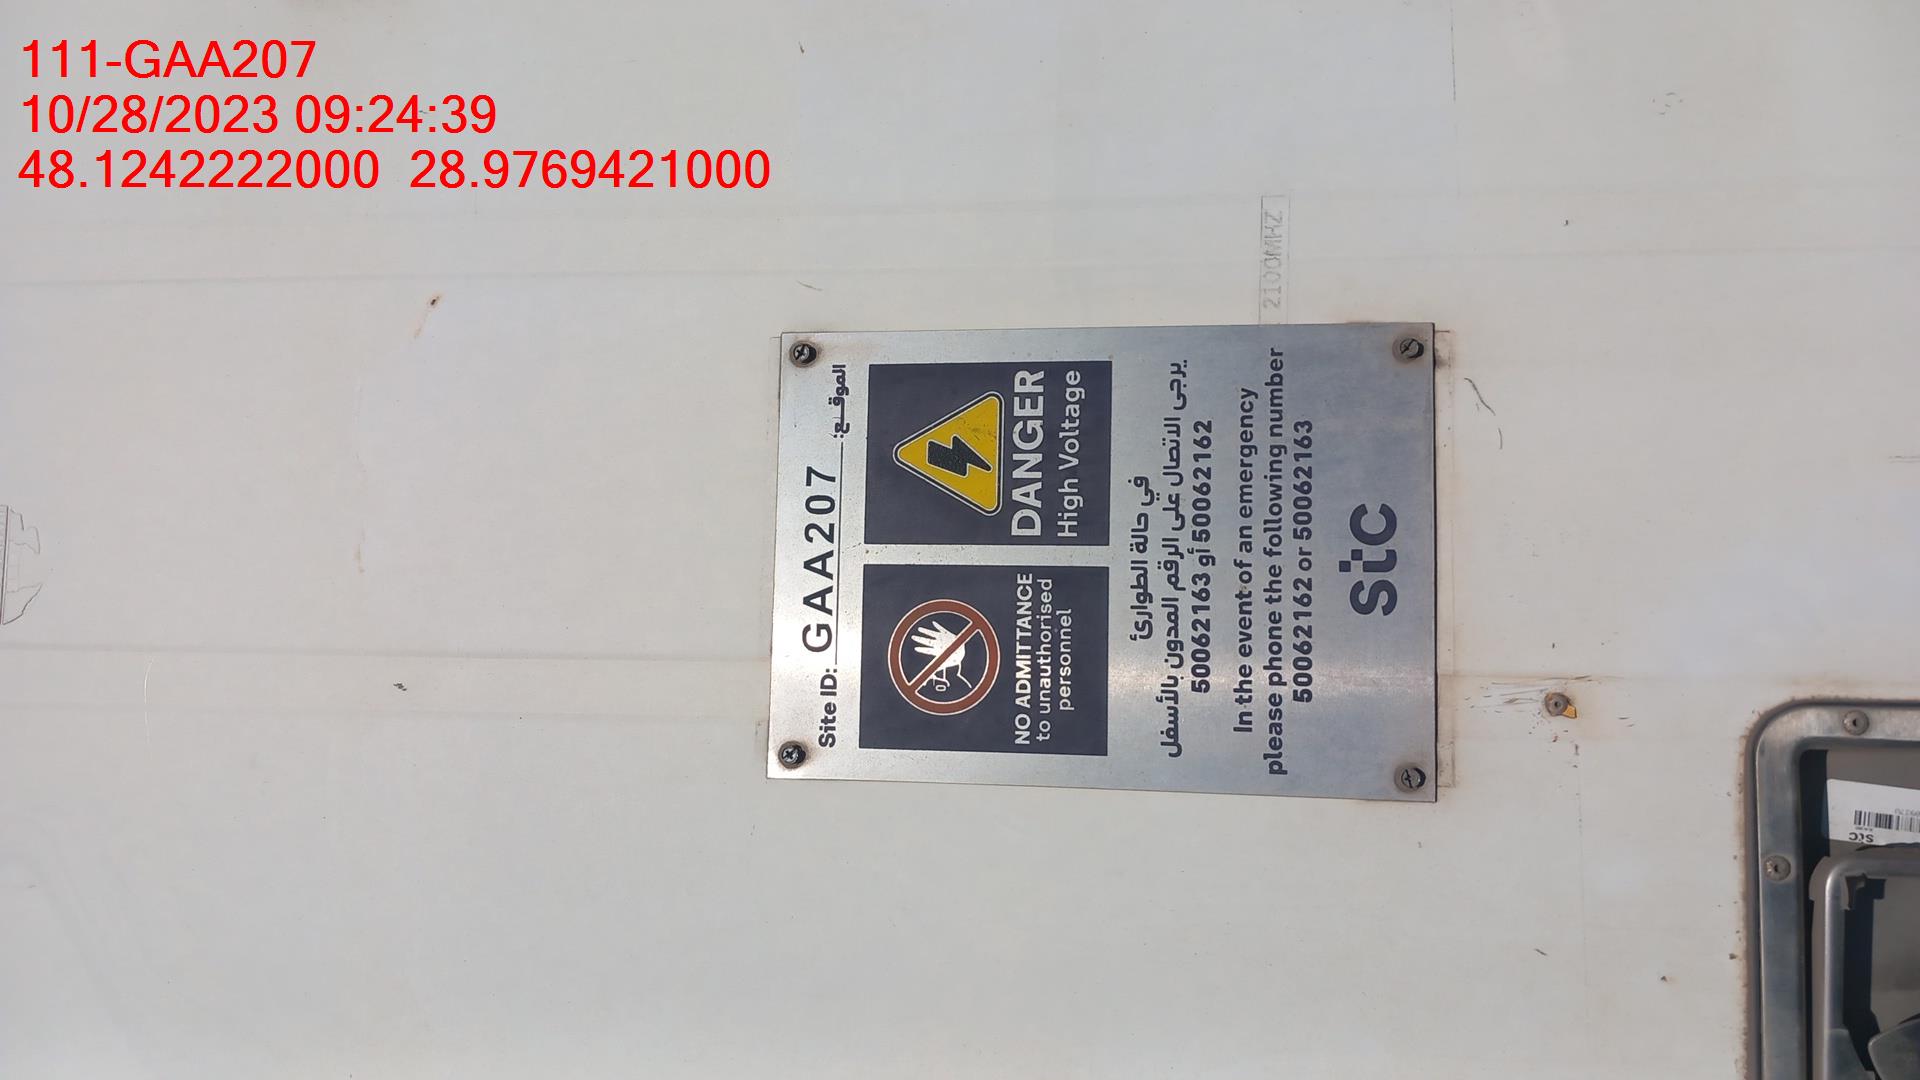 111-GAA207
10/28/2023 09:24:39
48.1242222000 28.9769421000
2100MHZ
Site ID: GAA207 الموقـع:
NO ADMITTANCE
to unauthorised
personnel
DANGER
High Voltage
في حالة الطوارئ
يرجى الاتصال على الرقم المدون بالأسفل
50062163 أو 50062162
In the event of an emergency
please phone the following number
50062162 or 50062163
stc
stc